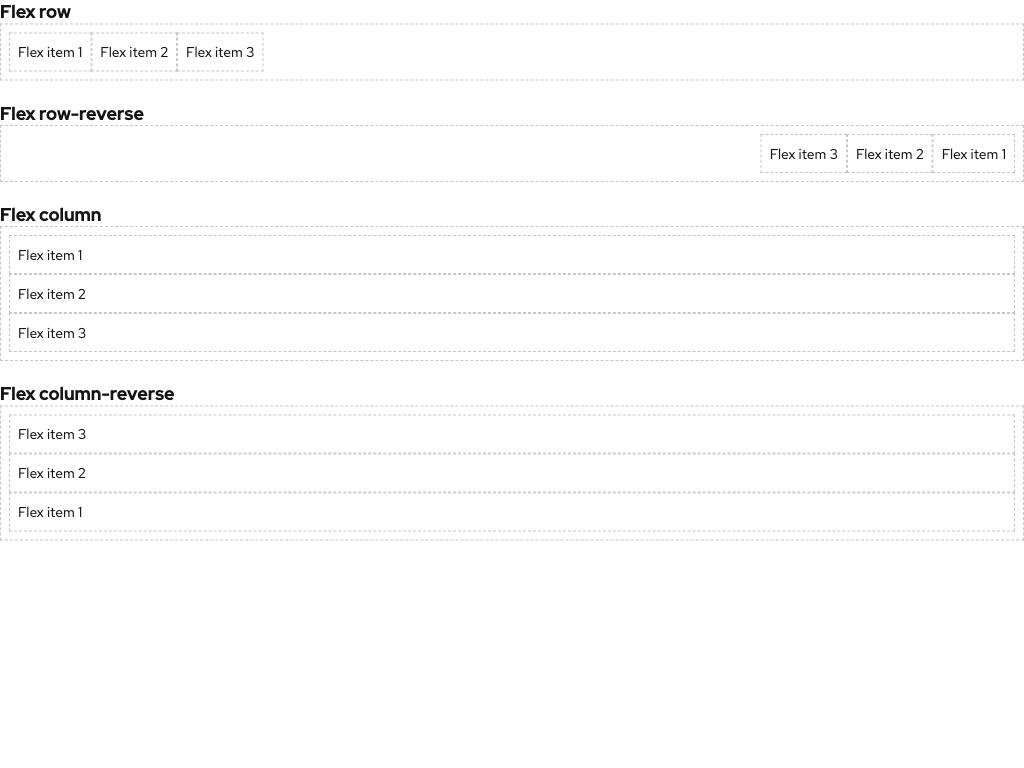 Flex row
Flex item 1 Flex item 2 Flex item 3
Flex row-reverse
Flex item 3 Flex item 2 Flex item 1
Flex column
Flex item 1
Flex item 2
Flex item 3
Flex column-reverse
Flex item 3
Flex item 2
Flex item 1